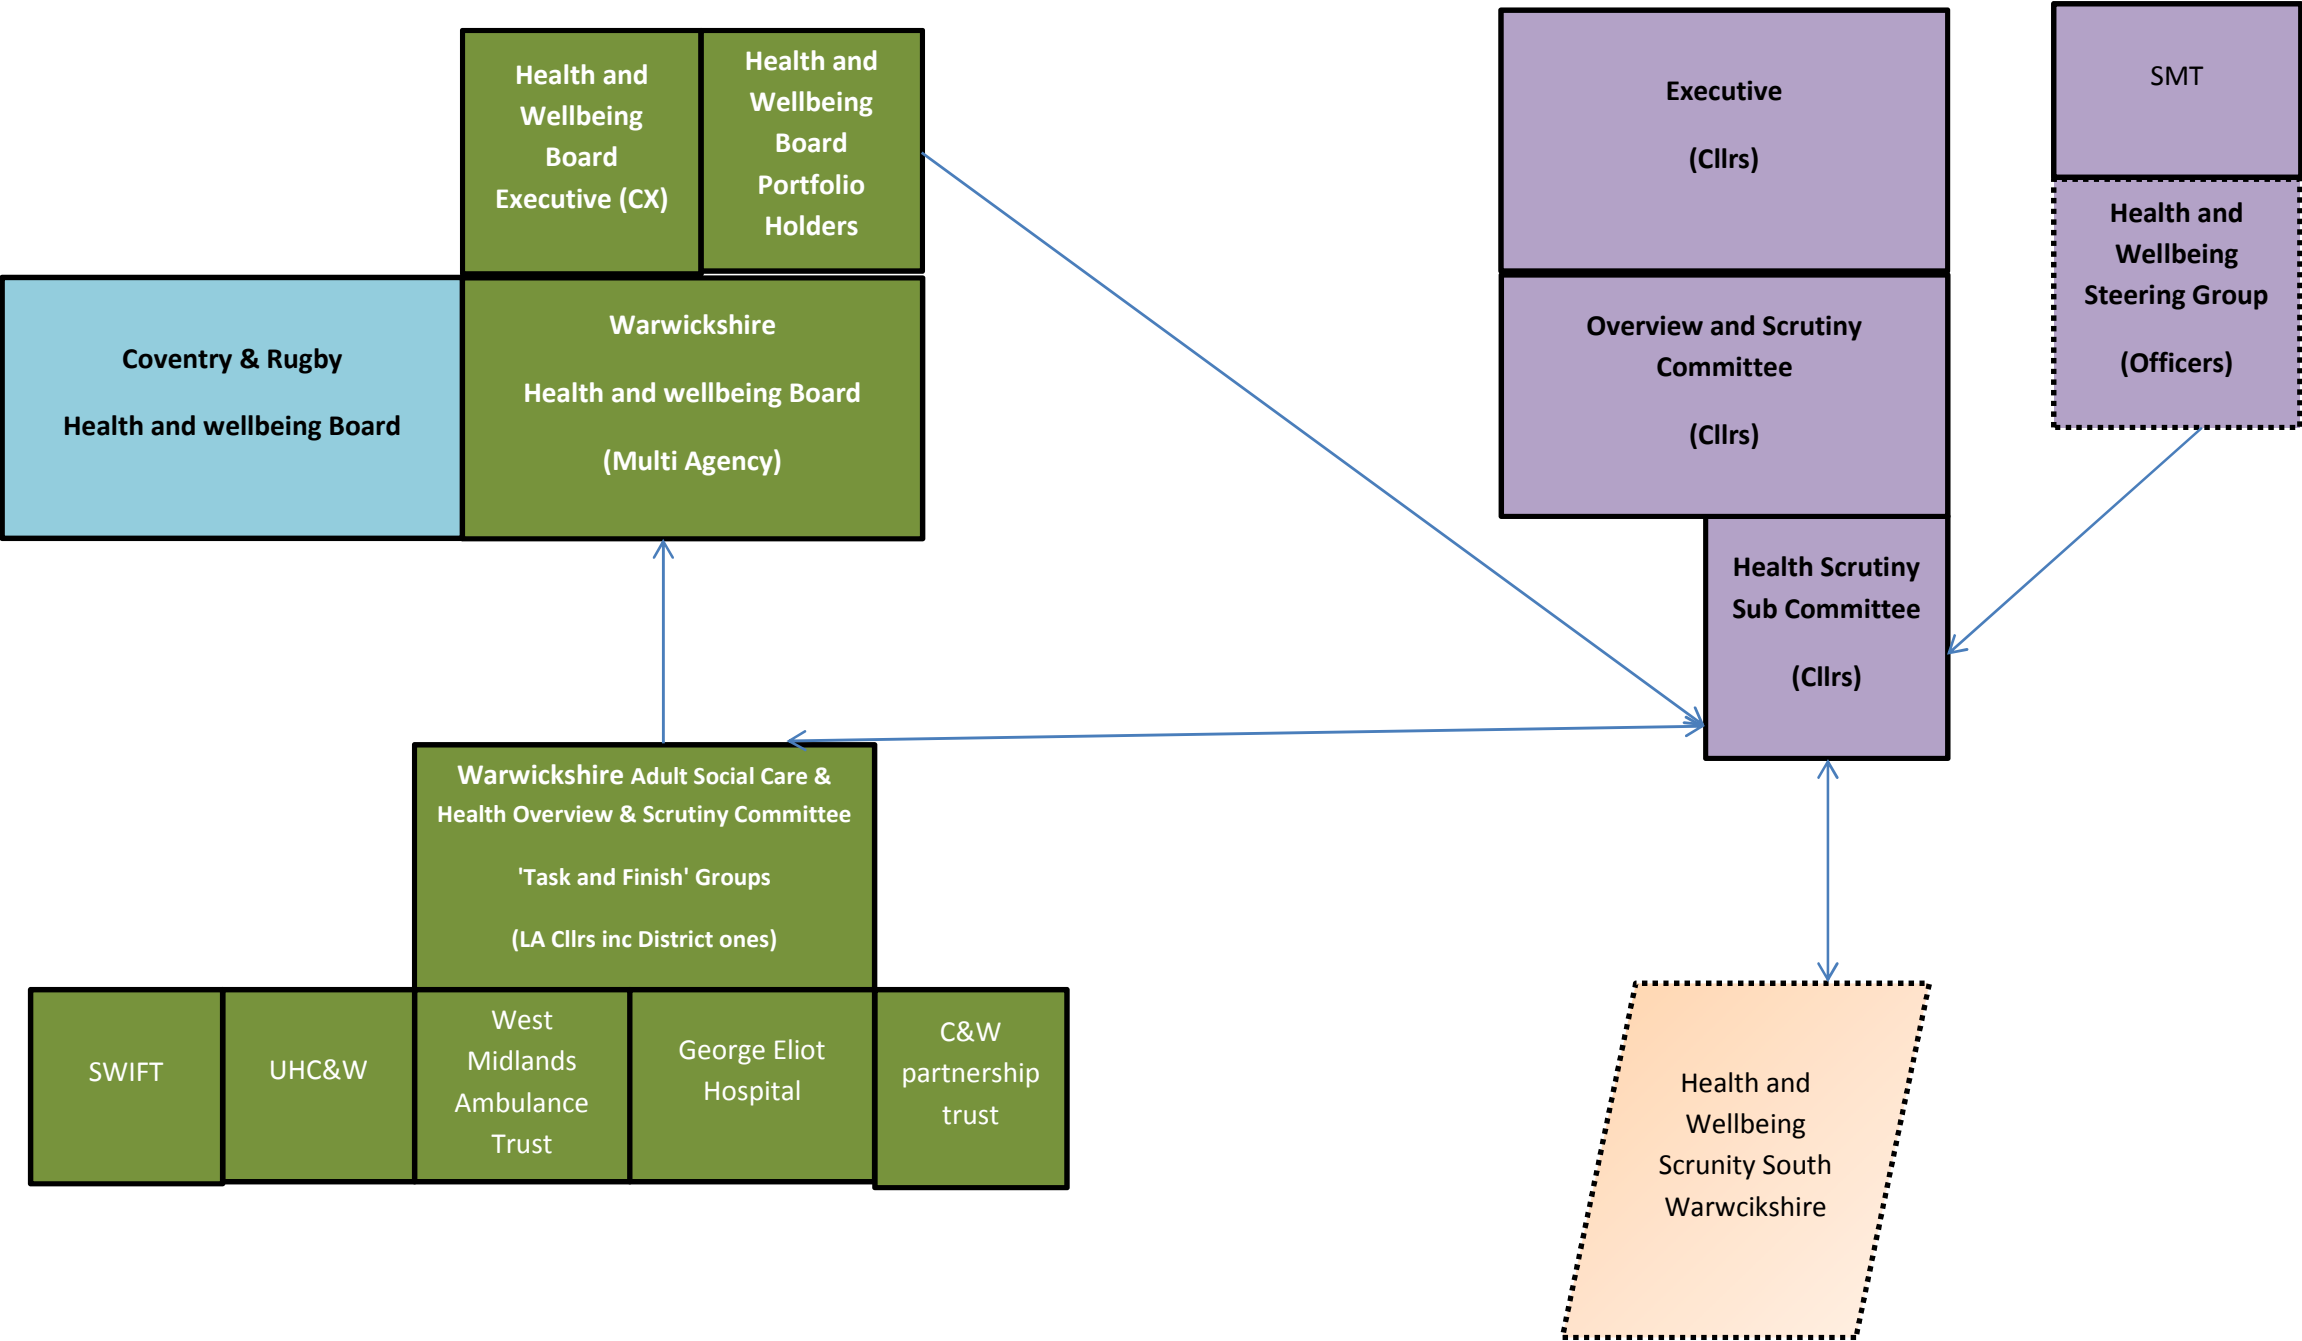 Health and
Wellbeing
Board
Executive (CX)
Health and
Wellbeing
Board
Portfolio
Holders
Executive
(Cllrs)
SMT
Health and
Wellbeing
Steering Group
(Officers)
Coventry & Rugby
Health and wellbeing Board
Warwickshire
Health and wellbeing Board
(Multi Agency)
Overview and Scrutiny
Committee
(Cllrs)
Health Scrutiny
Sub Committee
(Cllrs)
Warwickshire Adult Social Care &
Health Overview & Scrutiny Committee
'Task and Finish' Groups
(LA Cllrs inc District ones)
SWIFT
UHC&W
West
Midlands
Ambulance
Trust
George Eliot
Hospital
C&W
partnership
trust
Health and
Wellbeing
Scrunity South
Warwcikshire